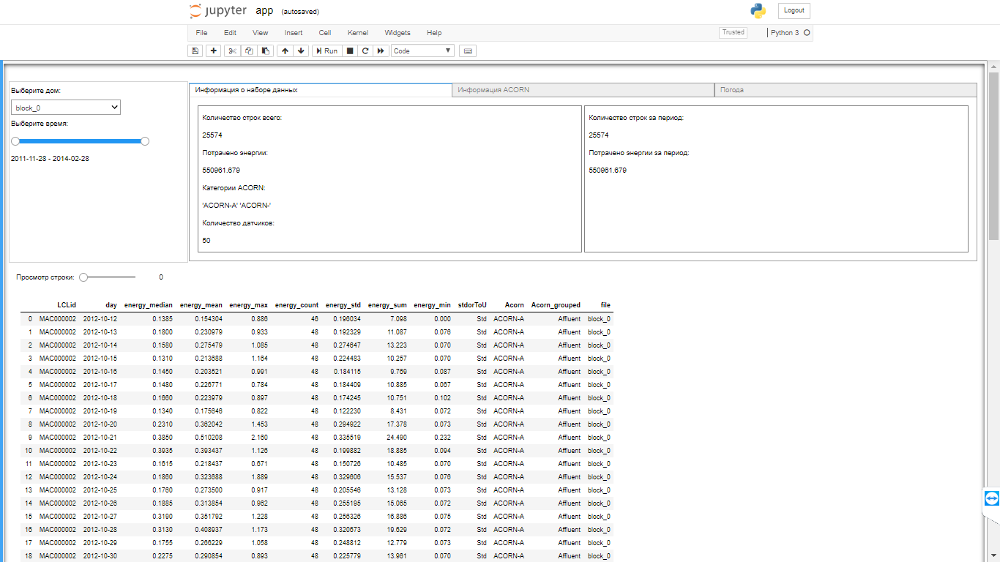 jupyter app (autosaved)
Logout
File Edit View Insert Cell Kernel Widgets Help
Trusted
Python 3
Run
Code
Выберите дом:
block_0
Выберите время:
2011-11-28 - 2014-02-28
Информация о наборе данных
Информация ACORN
Погода
Количество строк всего:
25574
Потрачено энергии:
550961.679
Категории ACORN:
'ACORN-A' 'ACORN-'
Количество датчиков:
50
Количество строк за период:
25574
Потрачено энергии за период:
550961.679
Просмотр строки: 0
LCLid day energy_median energy_mean energy_max energy_count energy_std energy_sum energy_min stdorToU Acorn Acorn_grouped file
0 MAC000002 2012-10-12 0.1385 0.154304 0.886 46 0.196034 7.098 0.000 Std ACORN-A Affluent block_0
1 MAC000002 2012-10-13 0.1800 0.230979 0.933 48 0.192329 11.087 0.076 Std ACORN-A Affluent block_0
2 MAC000002 2012-10-14 0.1580 0.275479 1.085 48 0.274647 13.223 0.070 Std ACORN-A Affluent block_0
3 MAC000002 2012-10-15 0.1310 0.213688 1.164 48 0.224483 10.257 0.070 Std ACORN-A Affluent block_0
4 MAC000002 2012-10-16 0.1450 0.203521 0.991 48 0.184115 9.769 0.087 Std ACORN-A Affluent block_0
5 MAC000002 2012-10-17 0.1480 0.226771 0.784 48 0.184409 10.885 0.067 Std ACORN-A Affluent block_0
6 MAC000002 2012-10-18 0.1660 0.223979 0.897 48 0.174245 10.751 0.102 Std ACORN-A Affluent block_0
7 MAC000002 2012-10-19 0.1340 0.175646 0.822 48 0.122230 8.431 0.072 Std ACORN-A Affluent block_0
8 MAC000002 2012-10-20 0.2310 0.362042 1.453 48 0.294922 17.378 0.073 Std ACORN-A Affluent block_0
9 MAC000002 2012-10-21 0.3850 0.510208 2.160 48 0.335519 24.490 0.232 Std ACORN-A Affluent block_0
10 MAC000002 2012-10-22 0.3935 0.393437 1.126 48 0.199882 18.885 0.094 Std ACORN-A Affluent block_0
11 MAC000002 2012-10-23 0.1615 0.218437 0.671 48 0.150726 10.485 0.070 Std ACORN-A Affluent block_0
12 MAC000002 2012-10-24 0.1860 0.323688 1.889 48 0.329606 15.537 0.076 Std ACORN-A Affluent block_0
13 MAC000002 2012-10-25 0.1760 0.273500 0.917 48 0.205546 13.128 0.073 Std ACORN-A Affluent block_0
14 MAC000002 2012-10-26 0.1885 0.313854 0.962 48 0.255195 15.065 0.072 Std ACORN-A Affluent block_0
15 MAC000002 2012-10-27 0.3190 0.351792 1.228 48 0.256326 16.886 0.075 Std ACORN-A Affluent block_0
16 MAC000002 2012-10-28 0.3130 0.408937 1.173 48 0.320673 19.629 0.072 Std ACORN-A Affluent block_0
17 MAC000002 2012-10-29 0.1755 0.266229 1.058 48 0.248812 12.779 0.073 Std ACORN-A Affluent block_0
18 MAC000002 2012-10-30 0.2275 0.290854 0.893 48 0.225779 13.961 0.070 Std ACORN-A Affluent block_0